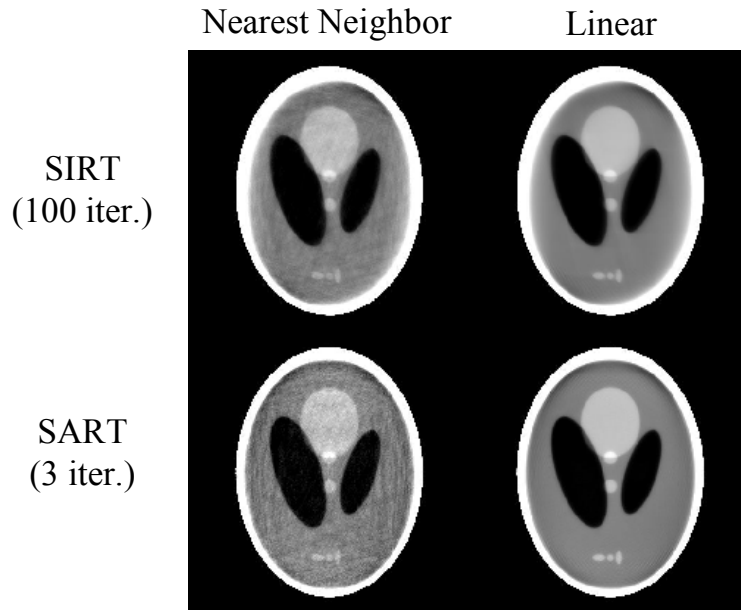 Nearest Neighbor
Linear
SIRT
(100 iter.)
SART
(3 iter.)